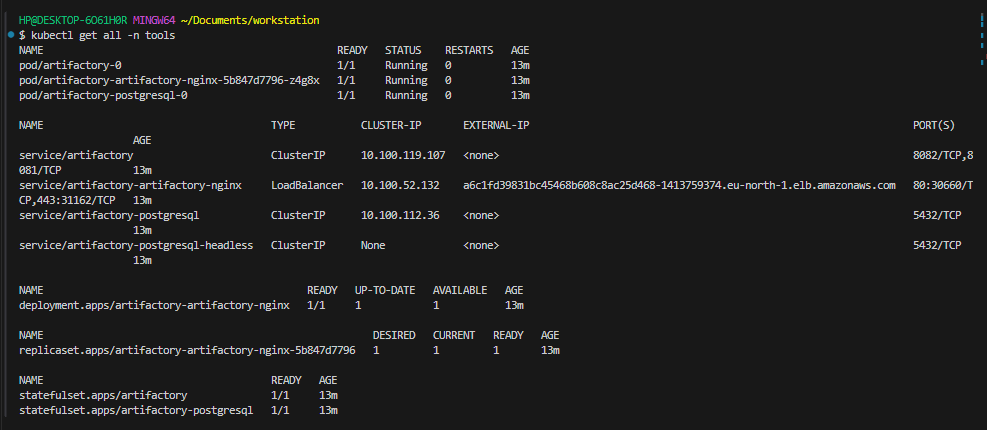 HP@DESKTOP-6O61H0R MINGW64 ~/Documents/workstation
$ kubectl get all -n tools
NAME READY STATUS RESTARTS AGE
pod/artifactory-0 1/1 Running 0 13m
pod/artifactory-artifactory-nginx-5b847d7796-z4g8x 1/1 Running 0 13m
pod/artifactory-postgresql-0 1/1 Running 0 13m
NAME TYPE CLUSTER-IP EXTERNAL-IP PORT(S)
AGE
service/artifactory ClusterIP 10.100.119.107 <none> 8082/TCP,8
081/TCP 13m
service/artifactory-artifactory-nginx LoadBalancer 10.100.52.132 a6c1fd39831bc45468b608c8ac25d468-1413759374.eu-north-1.elb.amazonaws.com 80:30660/T
CP,443:31162/TCP 13m
service/artifactory-postgresql ClusterIP 10.100.112.36 <none> 5432/TCP
13m
service/artifactory-postgresql-headless ClusterIP None <none> 5432/TCP
13m
NAME READY UP-TO-DATE AVAILABLE AGE
deployment.apps/artifactory-artifactory-nginx 1/1 1 1 13m
NAME DESIRED CURRENT READY AGE
replicaset.apps/artifactory-artifactory-nginx-5b847d7796 1 1 1 13m
NAME READY AGE
statefulset.apps/artifactory 1/1 13m
statefulset.apps/artifactory-postgresql 1/1 13m